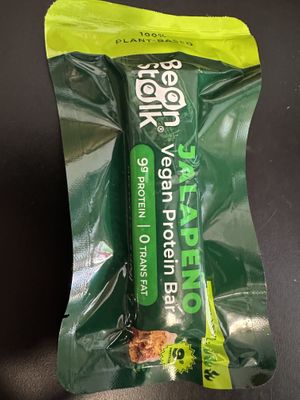 100%
PLANT-BASED
Bean
Stalk®
JALAPENO
Vegan Protein Bar
9g PROTEIN | 0 TRANS FAT